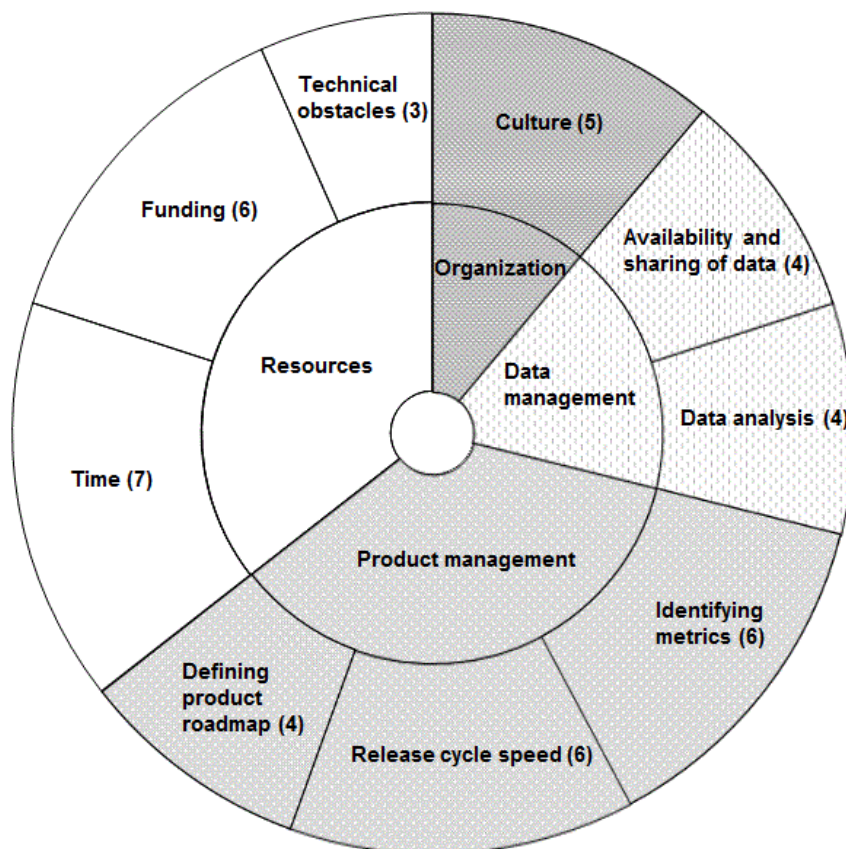 Technical
obstacles (3)
Culture (5)
Funding (6)
Availability and
sharing of data (4)
Organization
Resources
Data
management
Data analysis (4)
Time (7)
Product management
Identifying
metrics (6)
Defining
product
roadmap (4)
Release cycle speed (6)